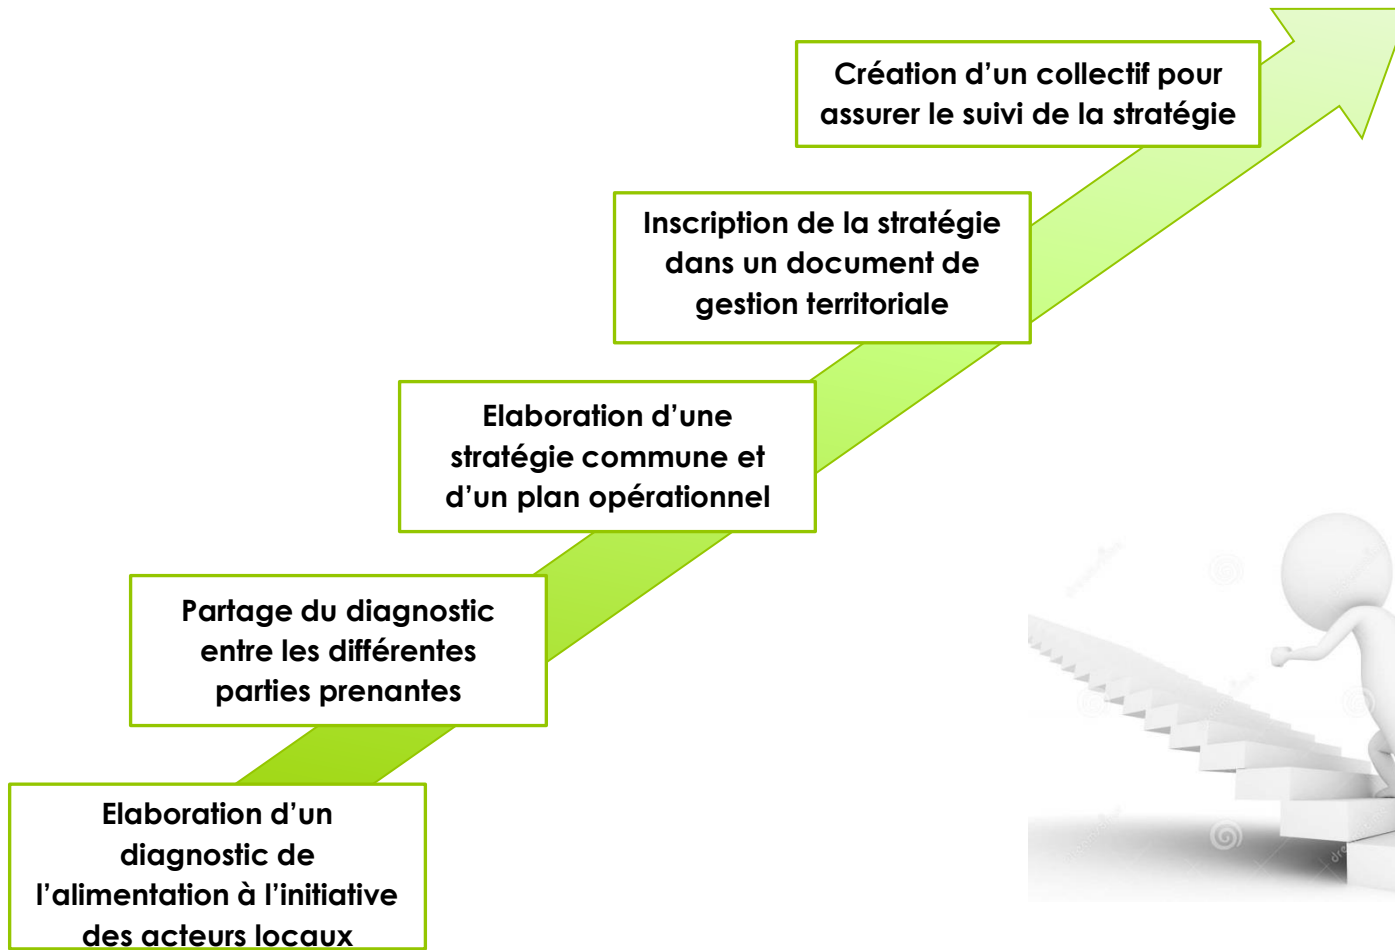 Création d’un collectif pour
assurer le suivi de la stratégie
Inscription de la stratégie
dans un document de
gestion territoriale
Elaboration d’une
stratégie commune et
d’un plan opérationnel
Partage du diagnostic
entre les différentes
parties prenantes
Elaboration d’un
diagnostic de
l’alimentation à l’initiative
des acteurs locaux